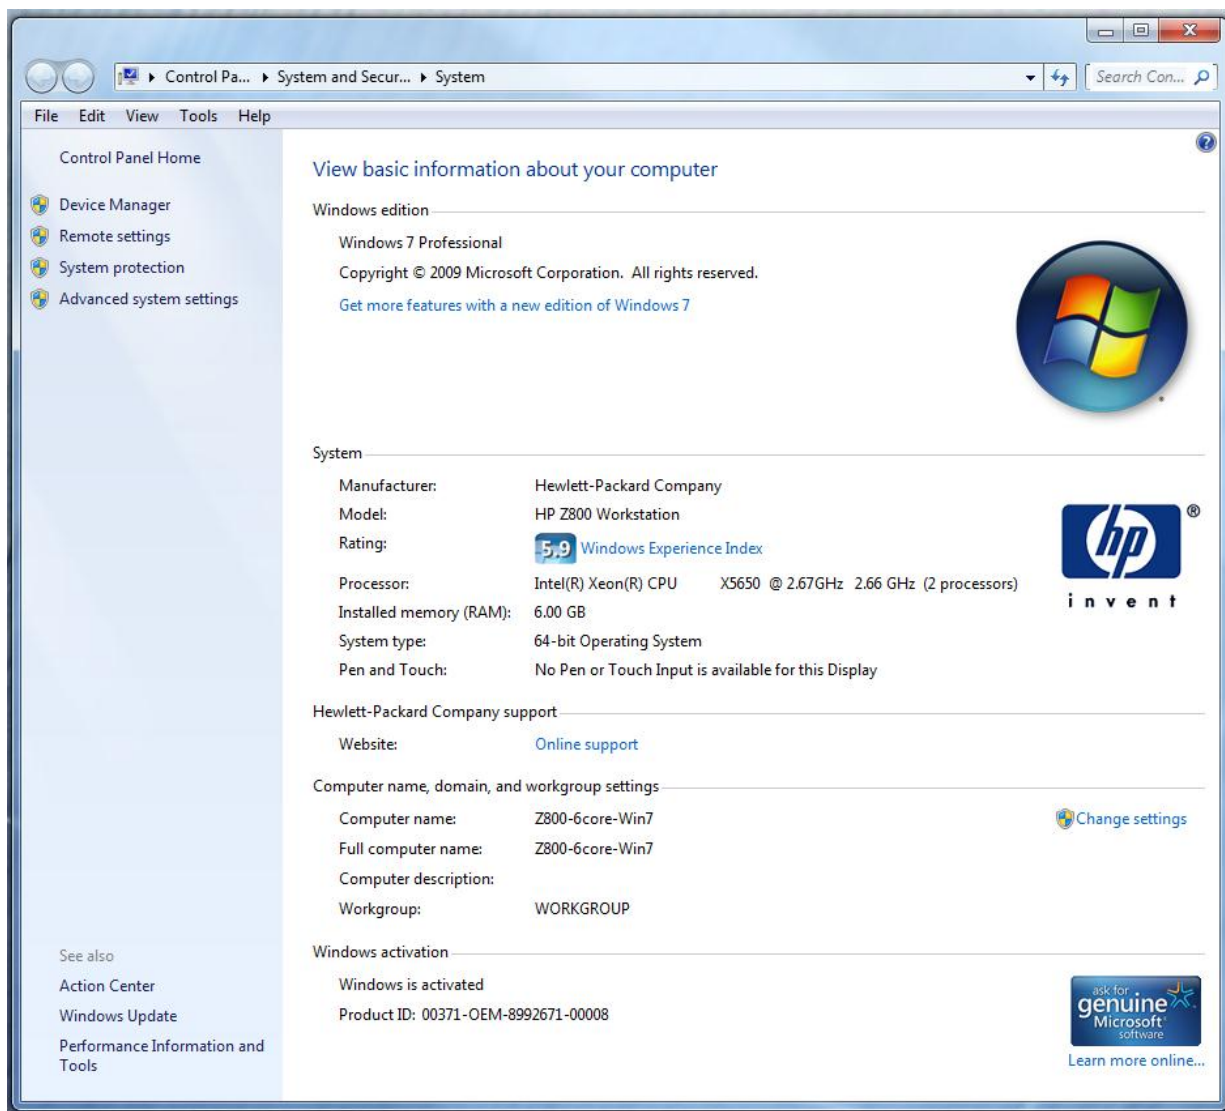 Control Pa... System and Secur... System Search Con...
File Edit View Tools Help
Control Panel Home
Device Manager
Remote settings
System protection
Advanced system settings
See also
Action Center
Windows Update
Performance Information and
Tools
View basic information about your computer
Windows edition
Windows 7 Professional
Copyright © 2009 Microsoft Corporation. All rights reserved.
Get more features with a new edition of Windows 7
System
Manufacturer: Hewlett-Packard Company
Model: HP Z800 Workstation
Rating: 5.9 Windows Experience Index
Processor: Intel(R) Xeon(R) CPU X5650 @ 2.67GHz 2.66 GHz (2 processors)
Installed memory (RAM): 6.00 GB
System type: 64-bit Operating System
Pen and Touch: No Pen or Touch Input is available for this Display
hp ®
invent
Hewlett-Packard Company support
Website: Online support
Computer name, domain, and workgroup settings
Computer name: Z800-6core-Win7 Change settings
Full computer name: Z800-6core-Win7
Computer description:
Workgroup: WORKGROUP
Windows activation
Windows is activated
Product ID: 00371-OEM-8992671-00008
ask for
genuine
Microsoft
software
Learn more online...